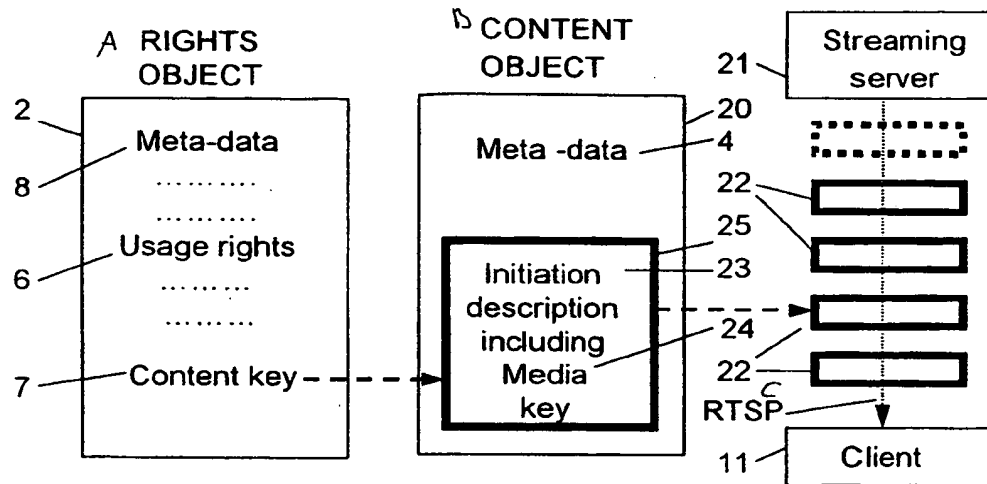 A RIGHTS
OBJECT
2
Meta-data
8
..........
..........
Usage rights
6
........
.........
7
Content key
B CONTENT
OBJECT
20
Meta -data
4
25
Initiation
23
description
including
24
Media
key
21
Streaming
server
22
22
C
RTSP
11
Client